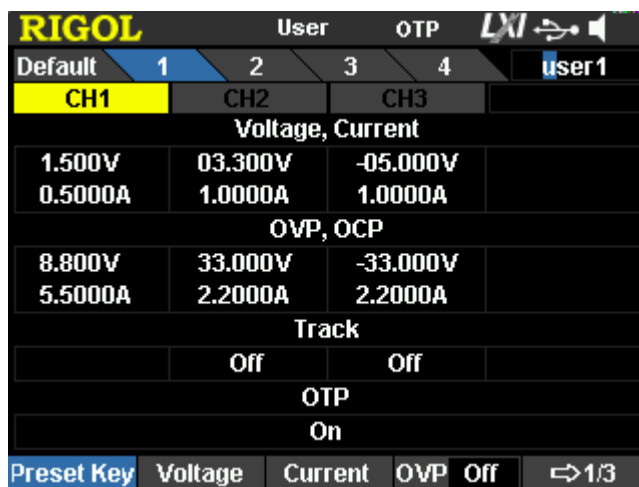 RIGOL User OTP LXI
Default 1 2 3 4 user1
CH1 CH2 CH3
Voltage, Current
1.500V 03.300V -05.000V
0.5000A 1.0000A 1.0000A
OVP, OCP
8.800V 33.000V -33.000V
5.5000A 2.2000A 2.2000A
Track
Off Off
OTP
On
Preset Key Voltage Current OVP Off ⇨1/3